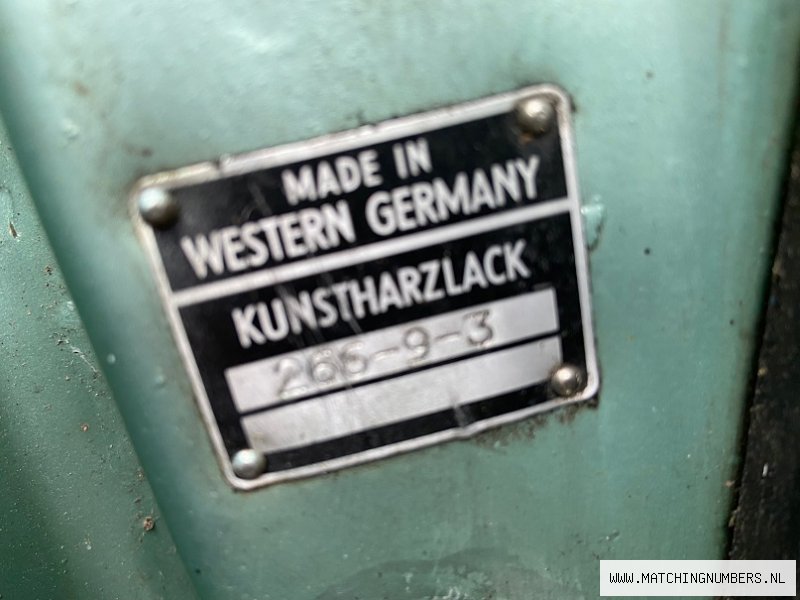 MADE IN
WESTERN GERMANY
KUNSTHARZLACK
266-9-3
WWW.MATCHINGNUMBERS.NL